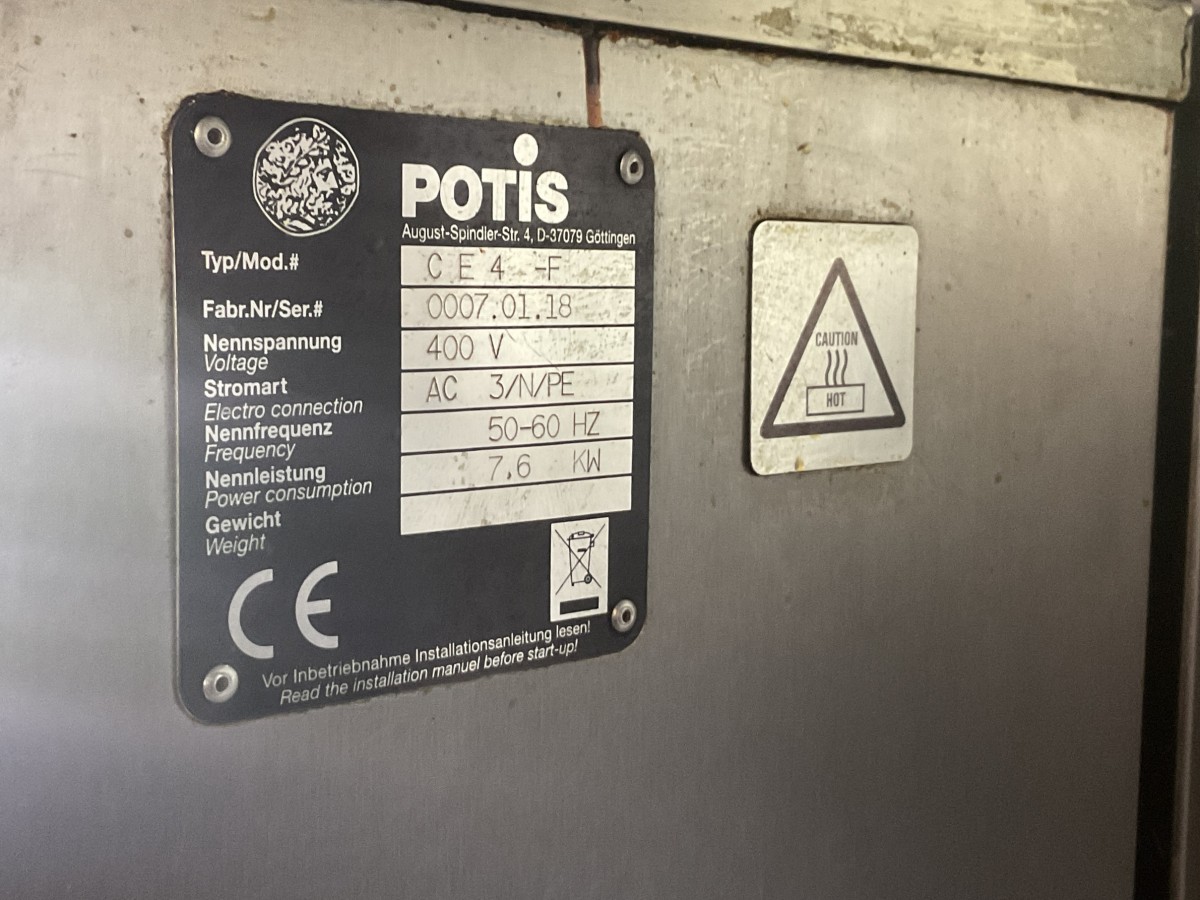 POTIS
August-Spindler-Str. 4, D-37079 Göttingen
Typ/Mod.# C E 4 -F
Fabr.Nr/Ser.# 0007.01.18
Nennspannung 400 V
Voltage
Stromart AC 3/N/PE
Electro connection
Nennfrequenz 50-60 HZ
Frequency
Nennleistung 7,6 KW
Power consumption
Gewicht
Weight
CE
Vor Inbetriebnahme Installationsanleitung lesen!
Read the installation manuel before start-up!
CAUTION
HOT